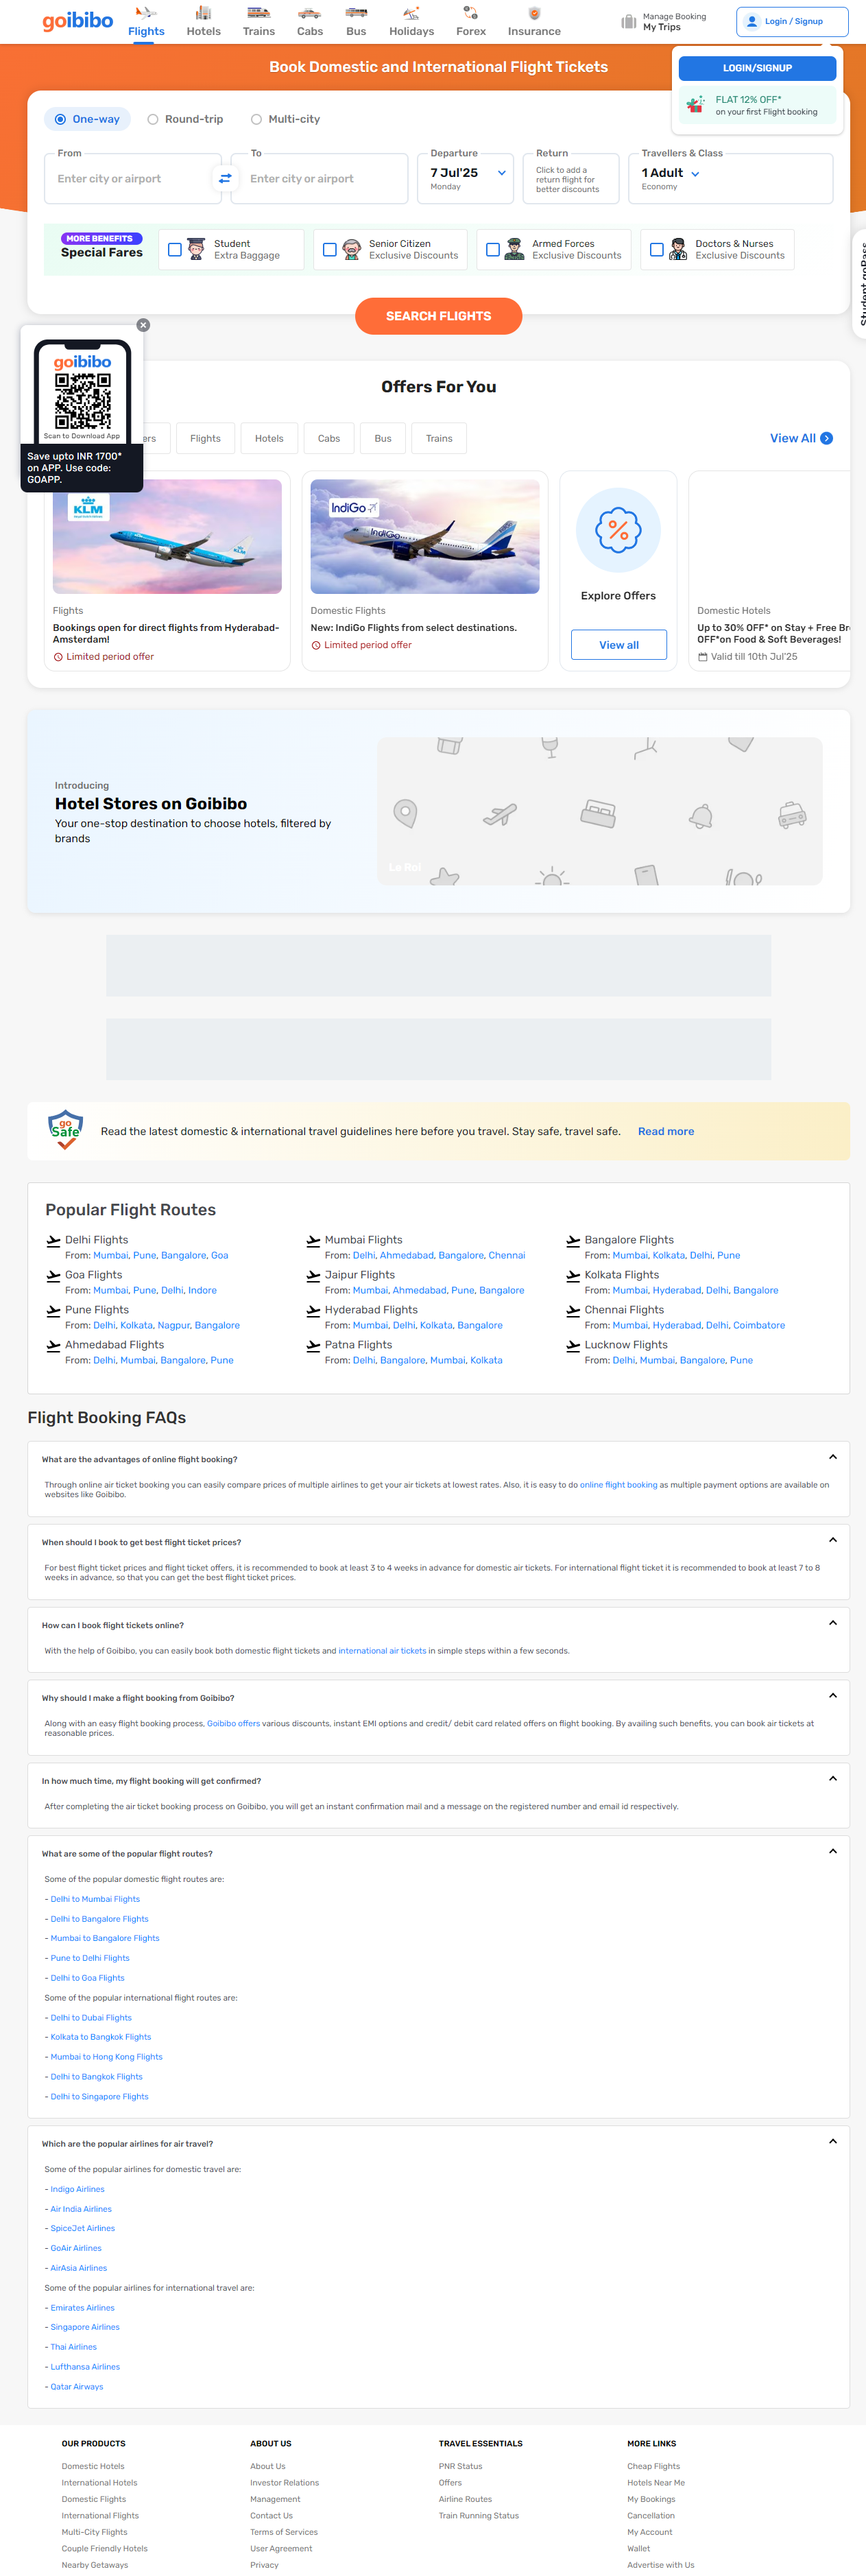 goibibo
Flights
Hotels
Trains
Cabs
Bus
Holidays
Forex
Insurance
Manage Booking
My Trips
Login / Signup
Book Domestic and International Flight Tickets
LOGIN/SIGNUP
FLAT 12% OFF*
on your first Flight booking
One-way
Round-trip
Multi-city
From
Enter city or airport
To
Enter city or airport
Departure
7 Jul'25
Monday
Return
Click to add a
return flight for
better discounts
Travellers & Class
1 Adult
Economy
MORE BENEFITS
Special Fares
Student
Extra Baggage
Senior Citizen
Exclusive Discounts
Armed Forces
Exclusive Discounts
Doctors & Nurses
Exclusive Discounts
Student goPass
SEARCH FLIGHTS
goibibo
Scan to Download App
Save upto INR 1700*
on APP. Use code:
GOAPP.
Offers For You
ers
Flights
Hotels
Cabs
Bus
Trains
View All
KLM
Flights
Bookings open for direct flights from Hyderabad-
Amsterdam!
Limited period offer
IndiGo
IndiGo
Domestic Flights
New: IndiGo Flights from select destinations.
Limited period offer
Explore Offers
View all
Domestic Hotels
Up to 30% OFF* on Stay + Free Br
OFF*on Food & Soft Beverages!
Valid till 10th Jul'25
Introducing
Hotel Stores on Goibibo
Your one-stop destination to choose hotels, filtered by
brands
Le Roi
go
Safe
Read the latest domestic & international travel guidelines here before you travel. Stay safe, travel safe. Read more
Popular Flight Routes
Delhi Flights
From: Mumbai, Pune, Bangalore, Goa
Mumbai Flights
From: Delhi, Ahmedabad, Bangalore, Chennai
Bangalore Flights
From: Mumbai, Kolkata, Delhi, Pune
Goa Flights
From: Mumbai, Pune, Delhi, Indore
Jaipur Flights
From: Mumbai, Ahmedabad, Pune, Bangalore
Kolkata Flights
From: Mumbai, Hyderabad, Delhi, Bangalore
Pune Flights
From: Delhi, Kolkata, Nagpur, Bangalore
Hyderabad Flights
From: Mumbai, Delhi, Kolkata, Bangalore
Chennai Flights
From: Mumbai, Hyderabad, Delhi, Coimbatore
Ahmedabad Flights
From: Delhi, Mumbai, Bangalore, Pune
Patna Flights
From: Delhi, Bangalore, Mumbai, Kolkata
Lucknow Flights
From: Delhi, Mumbai, Bangalore, Pune
Flight Booking FAQs
What are the advantages of online flight booking?
Through online air ticket booking you can easily compare prices of multiple airlines to get your air tickets at lowest rates. Also, it is easy to do online flight booking as multiple payment options are available on
websites like Goibibo.
When should I book to get best flight ticket prices?
For best flight ticket prices and flight ticket offers, it is recommended to book at least 3 to 4 weeks in advance for domestic air tickets. For international flight ticket it is recommended to book at least 7 to 8
weeks in advance, so that you can get the best flight ticket prices.
How can I book flight tickets online?
With the help of Goibibo, you can easily book both domestic flight tickets and international air tickets in simple steps within a few seconds.
Why should I make a flight booking from Goibibo?
Along with an easy flight booking process, Goibibo offers various discounts, instant EMI options and credit/ debit card related offers on flight booking. By availing such benefits, you can book air tickets at
reasonable prices.
In how much time, my flight booking will get confirmed?
After completing the air ticket booking process on Goibibo, you will get an instant confirmation mail and a message on the registered number and email id respectively.
What are some of the popular flight routes?
Some of the popular domestic flight routes are:
- Delhi to Mumbai Flights
- Delhi to Bangalore Flights
- Mumbai to Bangalore Flights
- Pune to Delhi Flights
- Delhi to Goa Flights
Some of the popular international flight routes are:
- Delhi to Dubai Flights
- Kolkata to Bangkok Flights
- Mumbai to Hong Kong Flights
- Delhi to Bangkok Flights
- Delhi to Singapore Flights
Which are the popular airlines for air travel?
Some of the popular airlines for domestic travel are:
- Indigo Airlines
- Air India Airlines
- SpiceJet Airlines
- GoAir Airlines
- AirAsia Airlines
Some of the popular airlines for international travel are:
- Emirates Airlines
- Singapore Airlines
- Thai Airlines
- Lufthansa Airlines
- Qatar Airways
OUR PRODUCTS
Domestic Hotels
International Hotels
Domestic Flights
International Flights
Multi-City Flights
Couple Friendly Hotels
Nearby Getaways
ABOUT US
About Us
Investor Relations
Management
Contact Us
Terms of Services
User Agreement
Privacy
TRAVEL ESSENTIALS
PNR Status
Offers
Airline Routes
Train Running Status
MORE LINKS
Cheap Flights
Hotels Near Me
My Bookings
Cancellation
My Account
Wallet
Advertise with Us